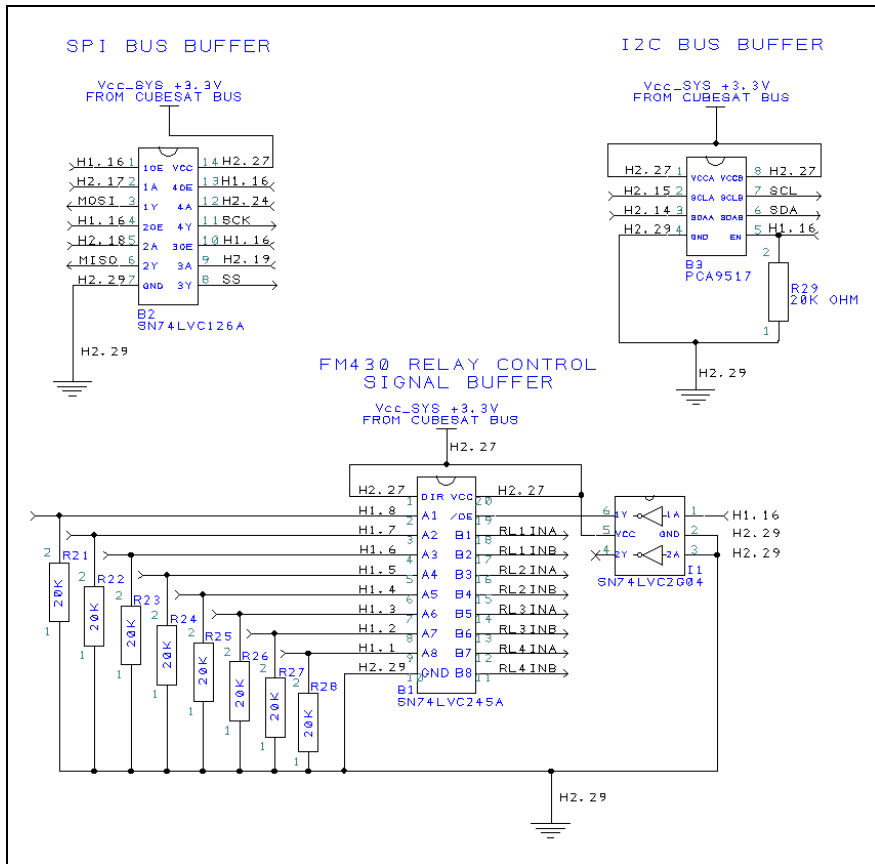 SPI BUS BUFFER
I2C BUS BUFFER
Vcc_SYS +3.3V
FROM CUBESAT BUS
Vcc_SYS +3.3V
FROM CUBESAT BUS
H1.16 1 1OE VCC 14 H2.27
H2.17 2 1A 4OE 13 H1.16
MOSI 3 1Y 4A 12 H2.24
H1.16 4 2OE 4Y 11 SCK
H2.18 5 2A 3OE 10 H1.16
MISO 6 2Y 3A 9 H2.19
H2.29 7 GND 3Y 8 SS
B2
SN74LVC126A
H2.29
H2.27 1 VCCA VCCB 8 H2.27
H2.15 2 SCLA SCLB 7 SCL
H2.14 3 SDAA SDAB 6 SDA
H2.29 4 GND EN 5 H1.16
B3
PCA9517
2
R29
20K OHM
1
H2.29
FM430 RELAY CONTROL
SIGNAL BUFFER
Vcc_SYS +3.3V
FROM CUBESAT BUS
H2.27
H2.27 1 DIR VCC 20 H2.27
H1.8 2 A1 /OE 19
H1.7 3 A2 B1 18 RL1INA
H1.6 4 A3 B2 17 RL1INB
H1.5 5 A4 B3 16 RL2INA
H1.4 6 A5 B4 15 RL2INB
H1.3 7 A6 B5 14 RL3INA
H1.2 8 A7 B6 13 RL3INB
H1.1 9 A8 B7 12 RL4INA
H2.29 10 GND B8 11 RL4INB
B1
SN74LVC245A
6 1Y 1A 1 H1.16
5 VCC GND 2 H2.29
4 2Y 2A 3 H2.29
I1
SN74LVC2G04
2 R21 20K 1
2 R22 20K 1
2 R23 20K 1
2 R24 20K 1
2 R25 20K 1
2 R26 20K 1
2 R27 20K 1
2 R28 20K 1
H2.29